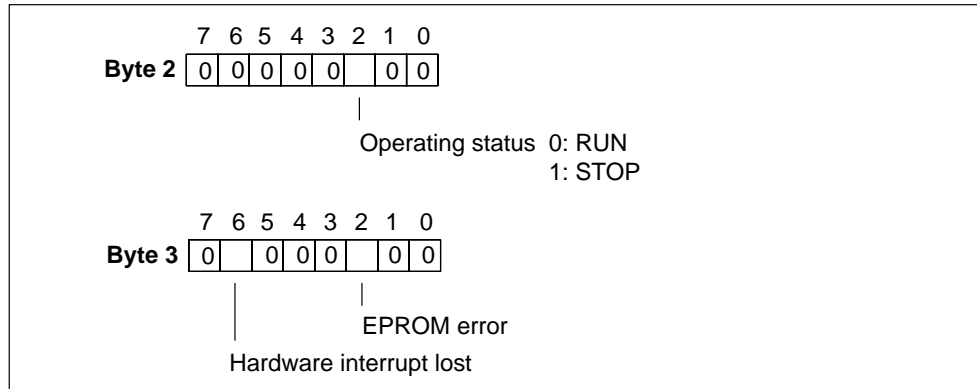 7 6 5 4 3 2 1 0
Byte 2 0 0 0 0 0 0 0
Operating status 0: RUN
1: STOP
7 6 5 4 3 2 1 0
Byte 3 0 0 0 0 0 0
EPROM error
Hardware interrupt lost